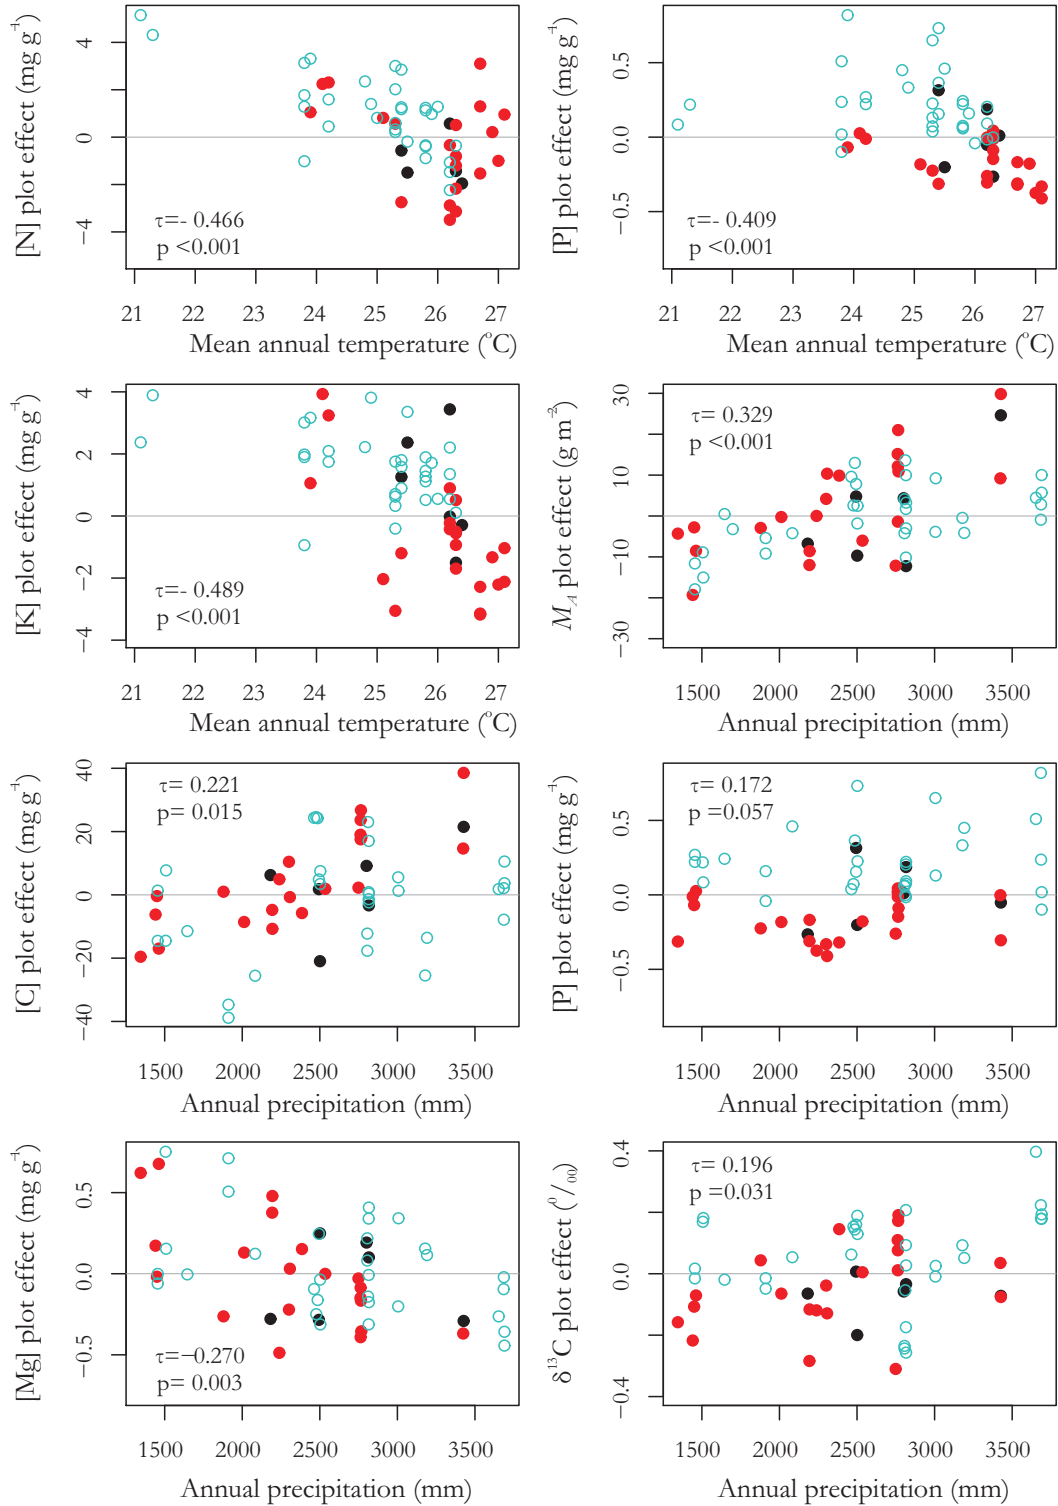 [N] plot effect (mg g⁻¹)
4
0
−4
τ=- 0.466
p <0.001
21 22 23 24 25 26 27
Mean annual temperature (°C)
[P] plot effect (mg g⁻¹)
0.5
0.0
−0.5
τ=- 0.409
p <0.001
21 22 23 24 25 26 27
Mean annual temperature (°C)
[K] plot effect (mg g⁻¹)
4
2
0
−2
−4
τ=- 0.489
p <0.001
21 22 23 24 25 26 27
Mean annual temperature (°C)
M_A plot effect (g m⁻²)
30
10
−10
−30
τ= 0.329
p <0.001
1500 2000 2500 3000 3500
Annual precipitation (mm)
[C] plot effect (mg g⁻¹)
40
20
0
−20
−40
τ= 0.221
p= 0.015
1500 2000 2500 3000 3500
Annual precipitation (mm)
[P] plot effect (mg g⁻¹)
0.5
0.0
−0.5
τ= 0.172
p =0.057
1500 2000 2500 3000 3500
Annual precipitation (mm)
[Mg] plot effect (mg g⁻¹)
0.5
0.0
−0.5
τ=−0.270
p= 0.003
1500 2000 2500 3000 3500
Annual precipitation (mm)
δ¹³C plot effect (⁰/₀₀)
0.4
0.0
−0.4
τ= 0.196
p =0.031
1500 2000 2500 3000 3500
Annual precipitation (mm)